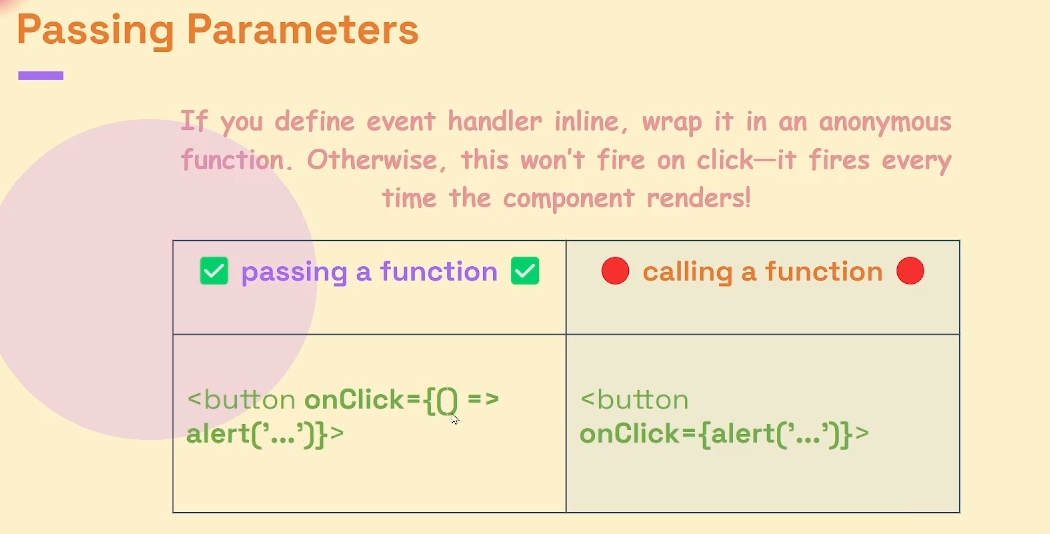 Passing Parameters
If you define event handler inline, wrap it in an anonymous
function. Otherwise, this won't fire on click—it fires every
time the component renders!
✅ passing a function ✅
🔴 calling a function 🔴
<button onClick={() =>
alert('...')}>
<button
onClick={alert('...')}>